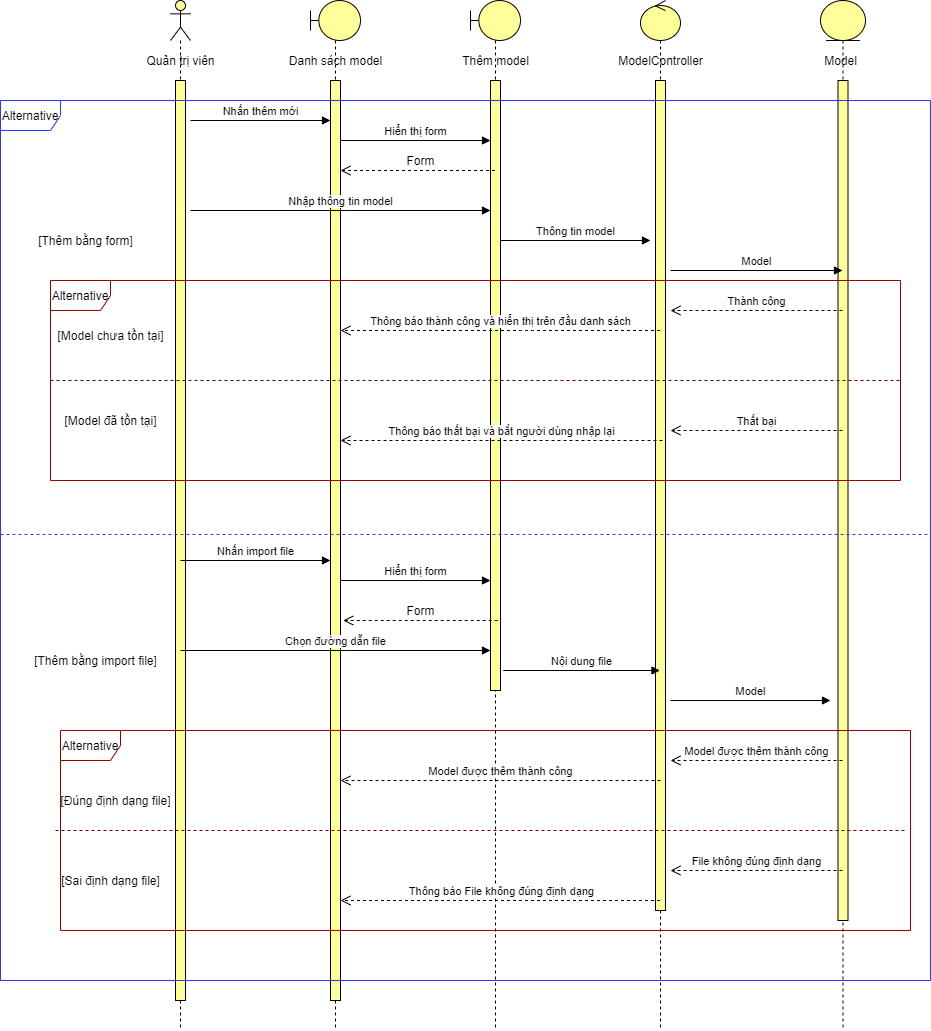 Quản trị viên
Danh sách model
Thêm model
ModelController
Model
Alternative
Nhấn thêm mới
Hiển thị form
Form
Nhập thông tin model
Thông tin model
[Thêm bằng form]
Model
Alternative
Thành công
Thông báo thành công và hiển thị trên đầu danh sách
[Model chưa tồn tại]
[Model đã tồn tại]
Thất bại
Thông báo thất bại và bắt người dùng nhập lại
Nhấn import file
Hiển thị form
Form
Chọn đường dẫn file
[Thêm bằng import file]
Nội dung file
Model
Alternative
Model được thêm thành công
Model được thêm thành công
[Đúng định dạng file]
File không đúng định dạng
[Sai định dạng file]
Thông báo File không đúng định dạng